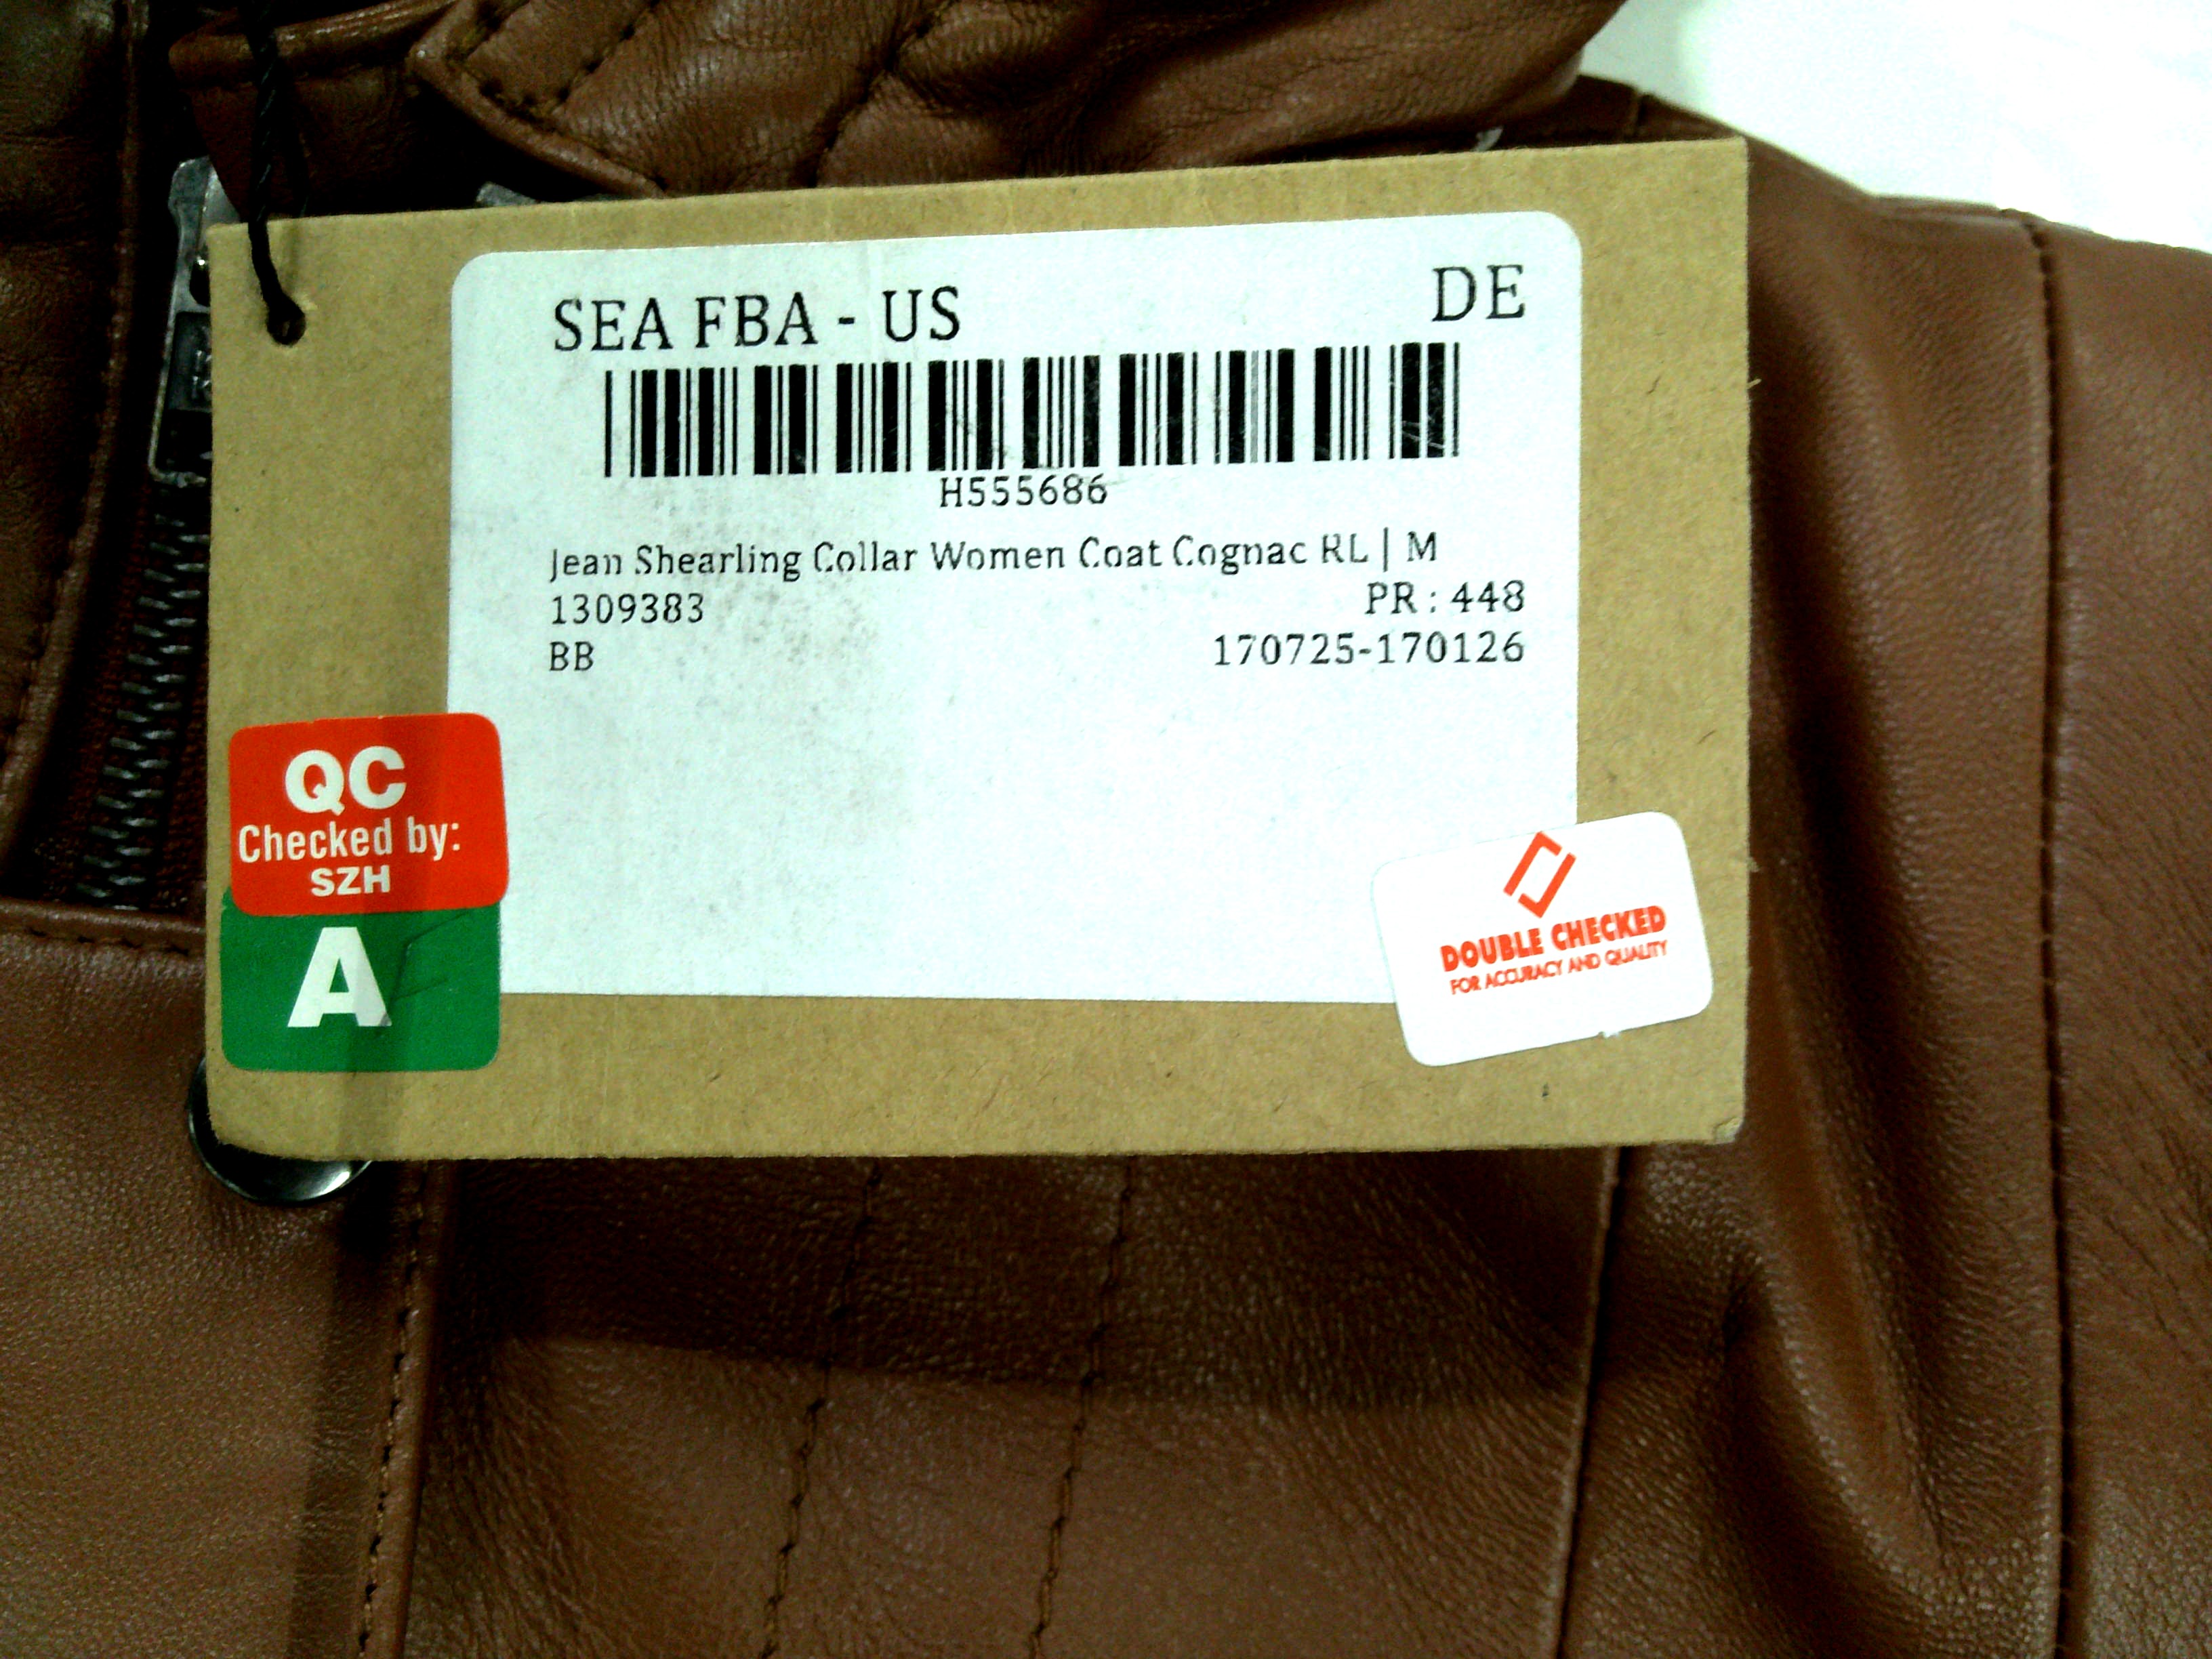 SEA FBA - US
DE
H555686
Jean Shearling Collar Women Coat Cognac RL | M
1309383
PR : 448
BB
170725-170126
QC
Checked by:
SZH
A
DOUBLE CHECKED
FOR ACCURACY AND QUALITY